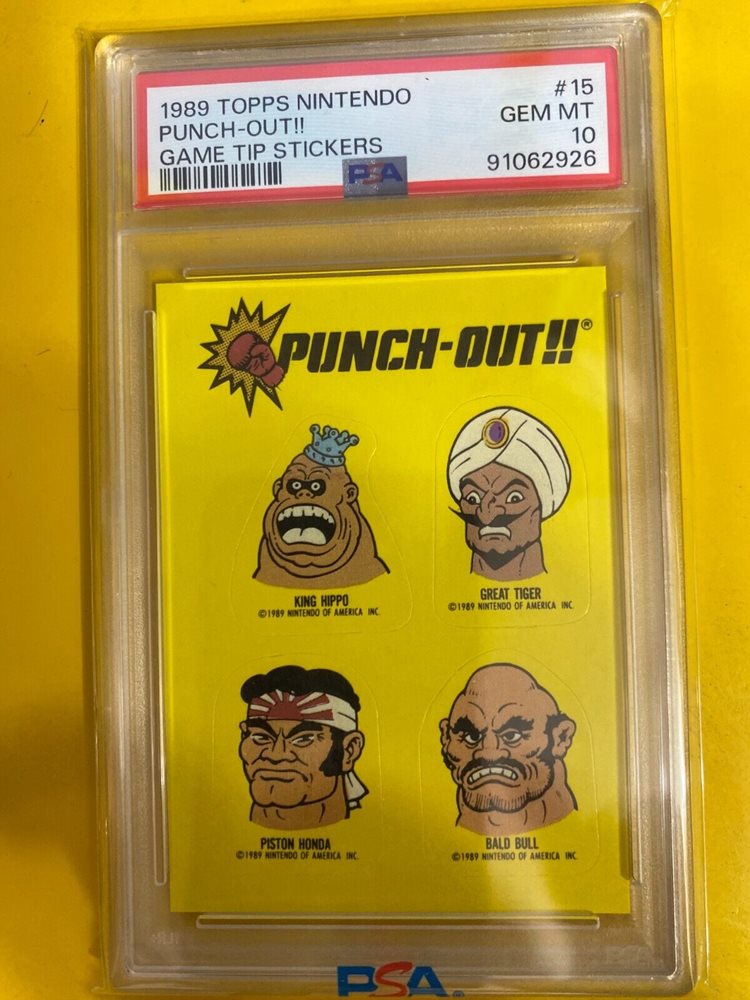 1989 TOPPS NINTENDO #15
PUNCH-OUT!! GEM MT
GAME TIP STICKERS 10
PSA 91062926
PUNCH-OUT!!®
KING HIPPO
©1989 NINTENDO OF AMERICA INC.
GREAT TIGER
©1989 NINTENDO OF AMERICA INC.
PISTON HONDA
©1989 NINTENDO OF AMERICA INC.
BALD BULL
©1989 NINTENDO OF AMERICA INC.
PSA®